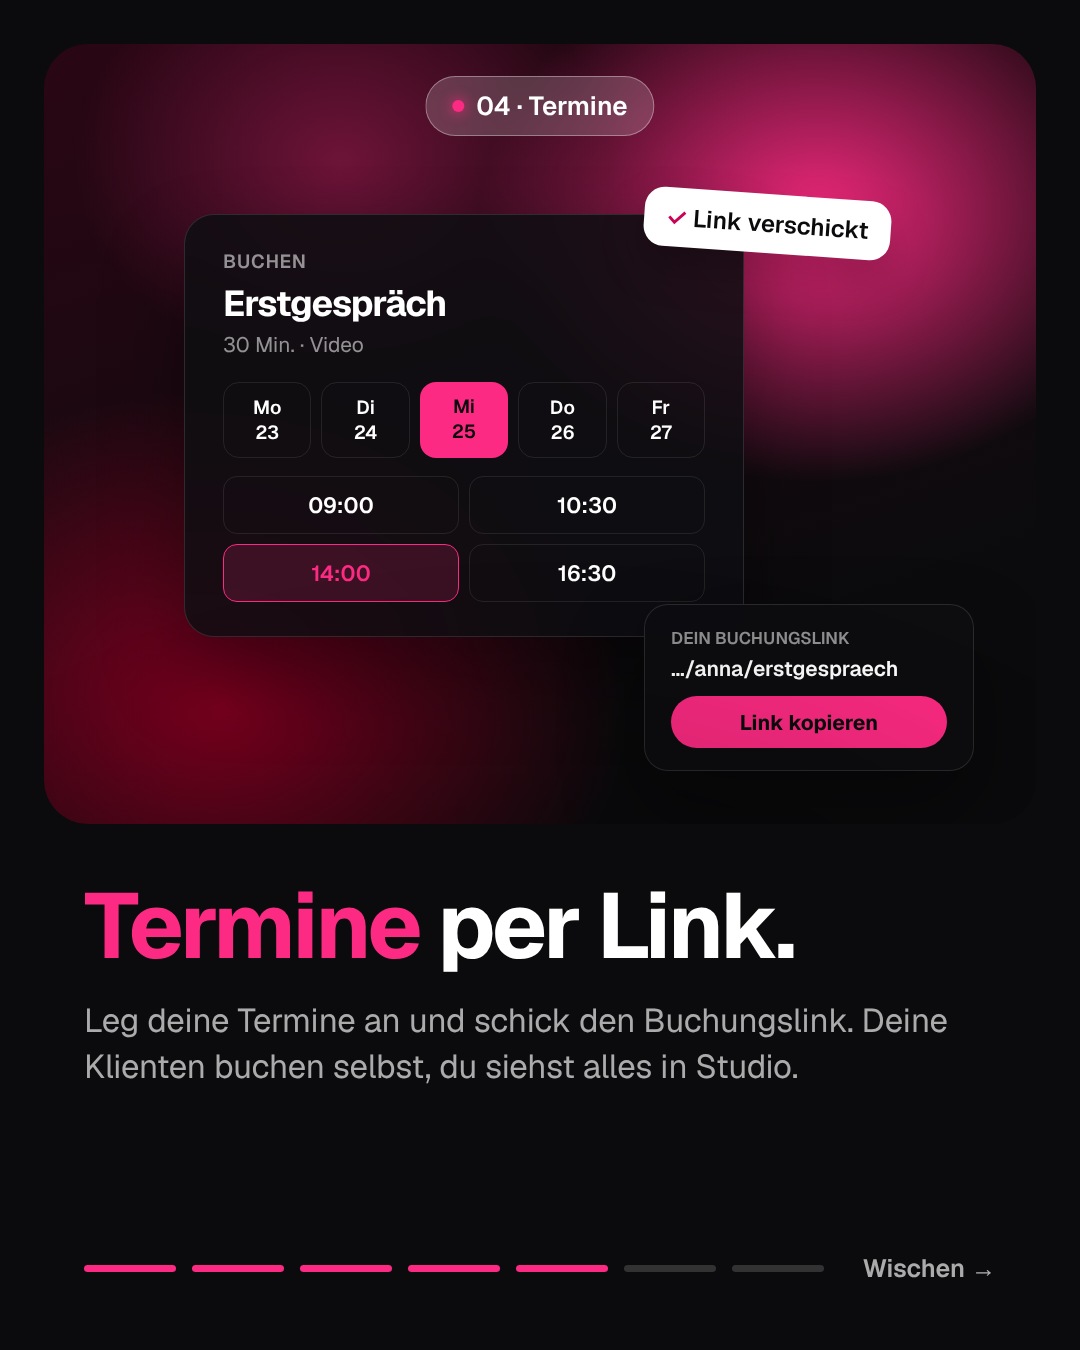 04 · Termine
✓ Link verschickt
BUCHEN
Erstgespräch
30 Min. · Video
Mo Di Mi Do Fr
23 24 25 26 27
09:00 10:30
14:00 16:30
DEIN BUCHUNGSLINK
.../anna/erstgespraech
Link kopieren
Termine per Link.
Leg deine Termine an und schick den Buchungslink. Deine
Klienten buchen selbst, du siehst alles in Studio.
Wischen →